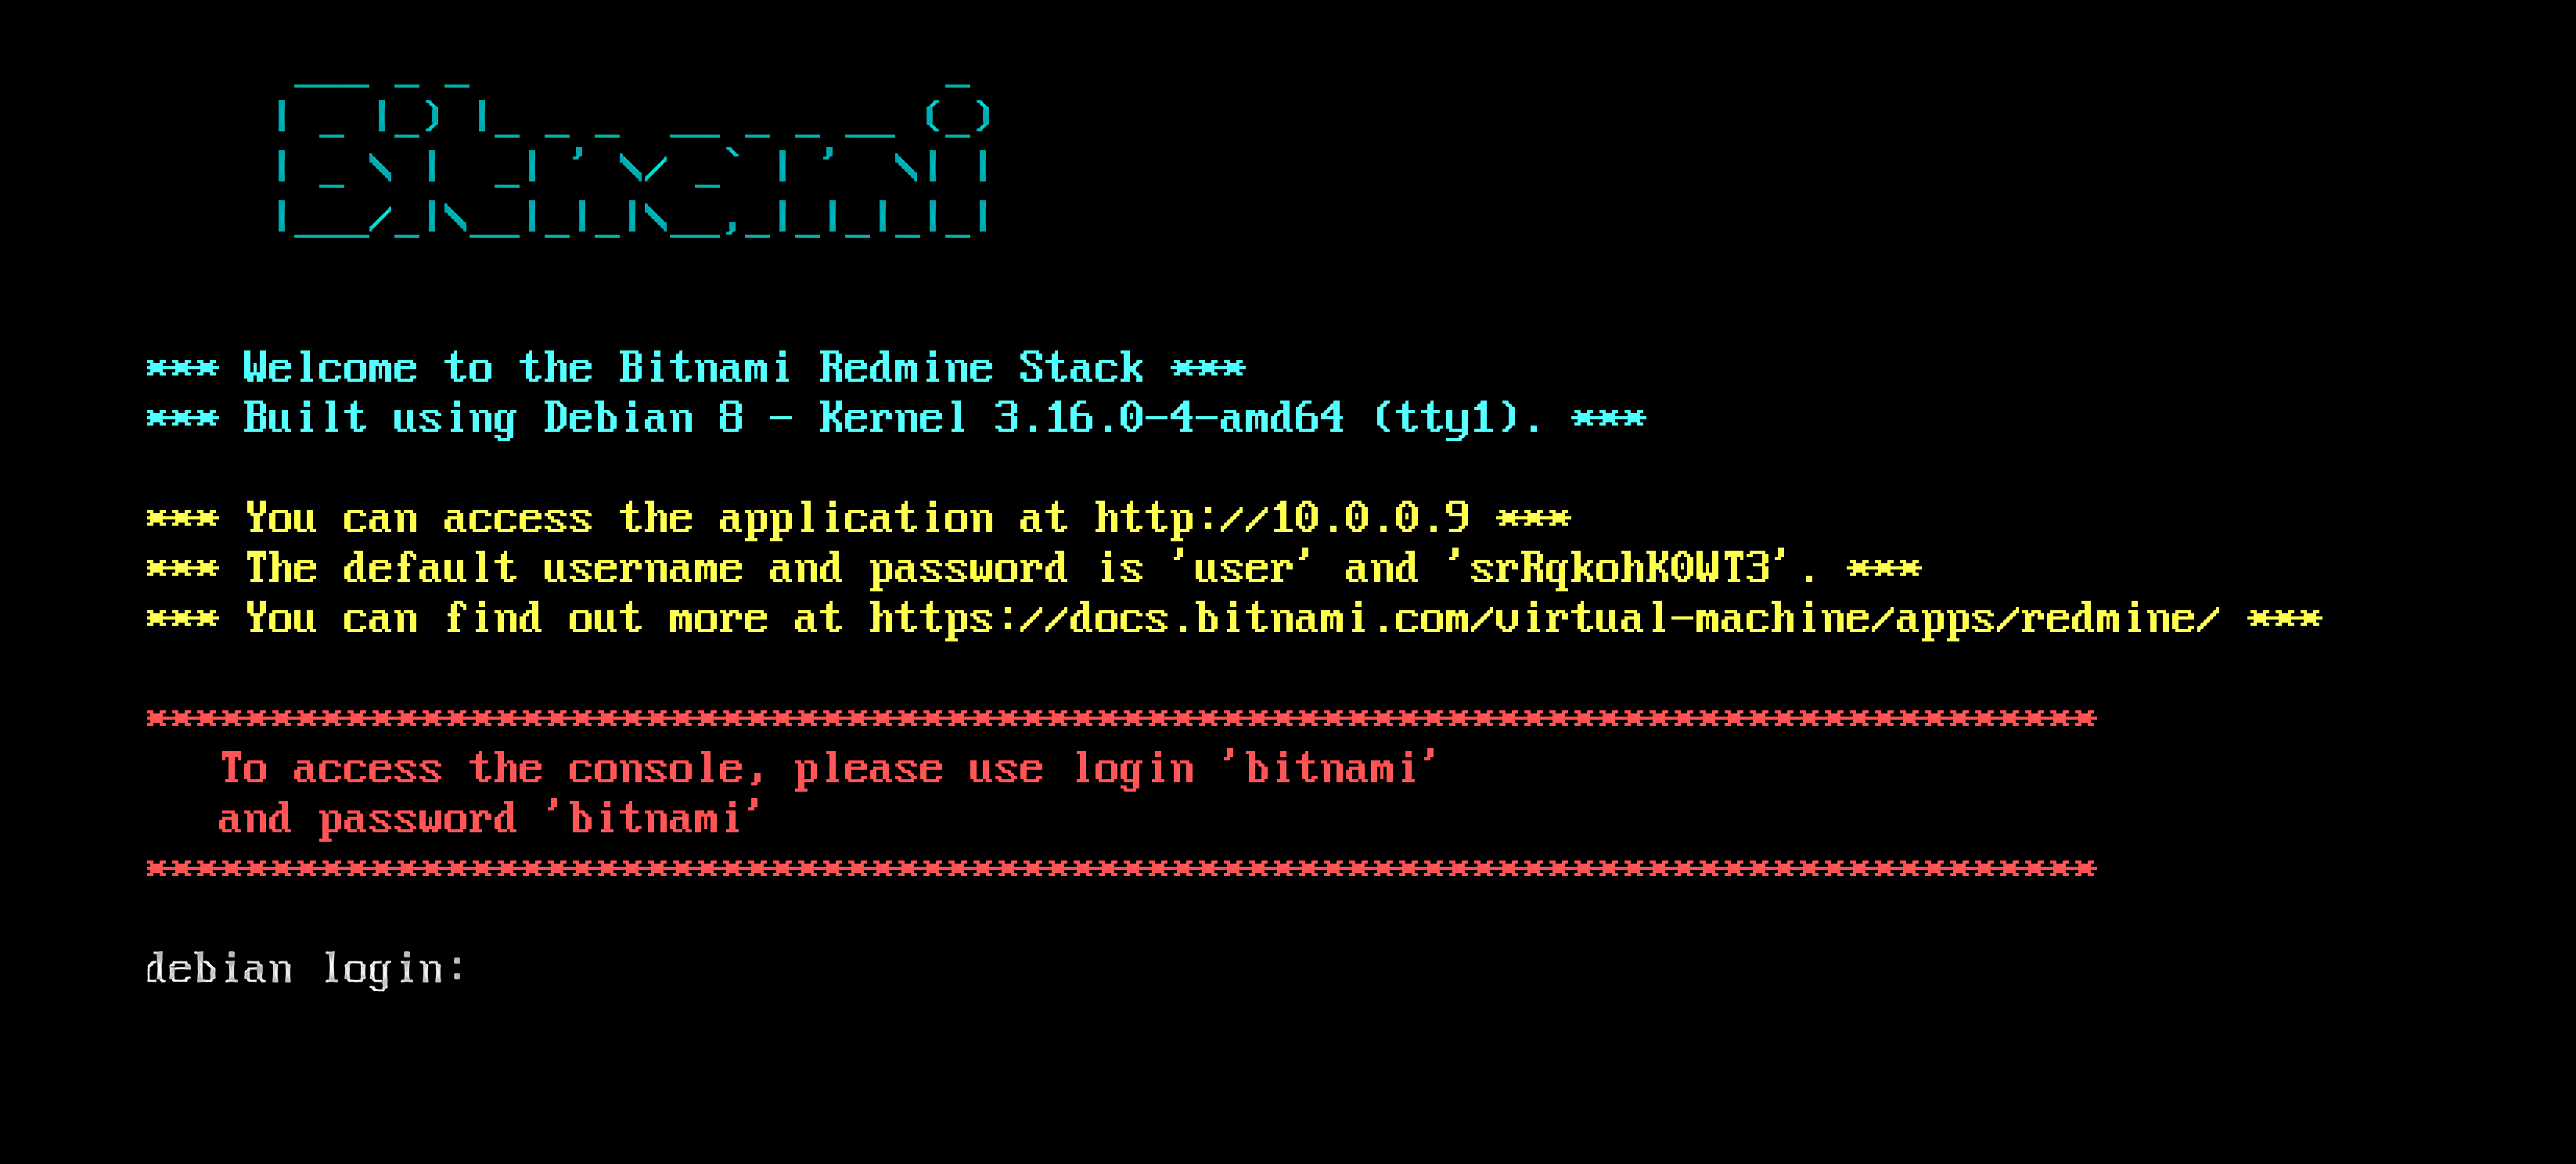 Bitnami
*** Welcome to the Bitnami Redmine Stack ***
*** Built using Debian 8 - Kernel 3.16.0-4-amd64 (tty1). ***
*** You can access the application at http://10.0.0.9 ***
*** The default username and password is 'user' and 'srRqkohK0WT3'. ***
*** You can find out more at https://docs.bitnami.com/virtual-machine/apps/redmine/ ***
******************************************************************************
To access the console, please use login 'bitnami'
and password 'bitnami'
******************************************************************************
debian login: